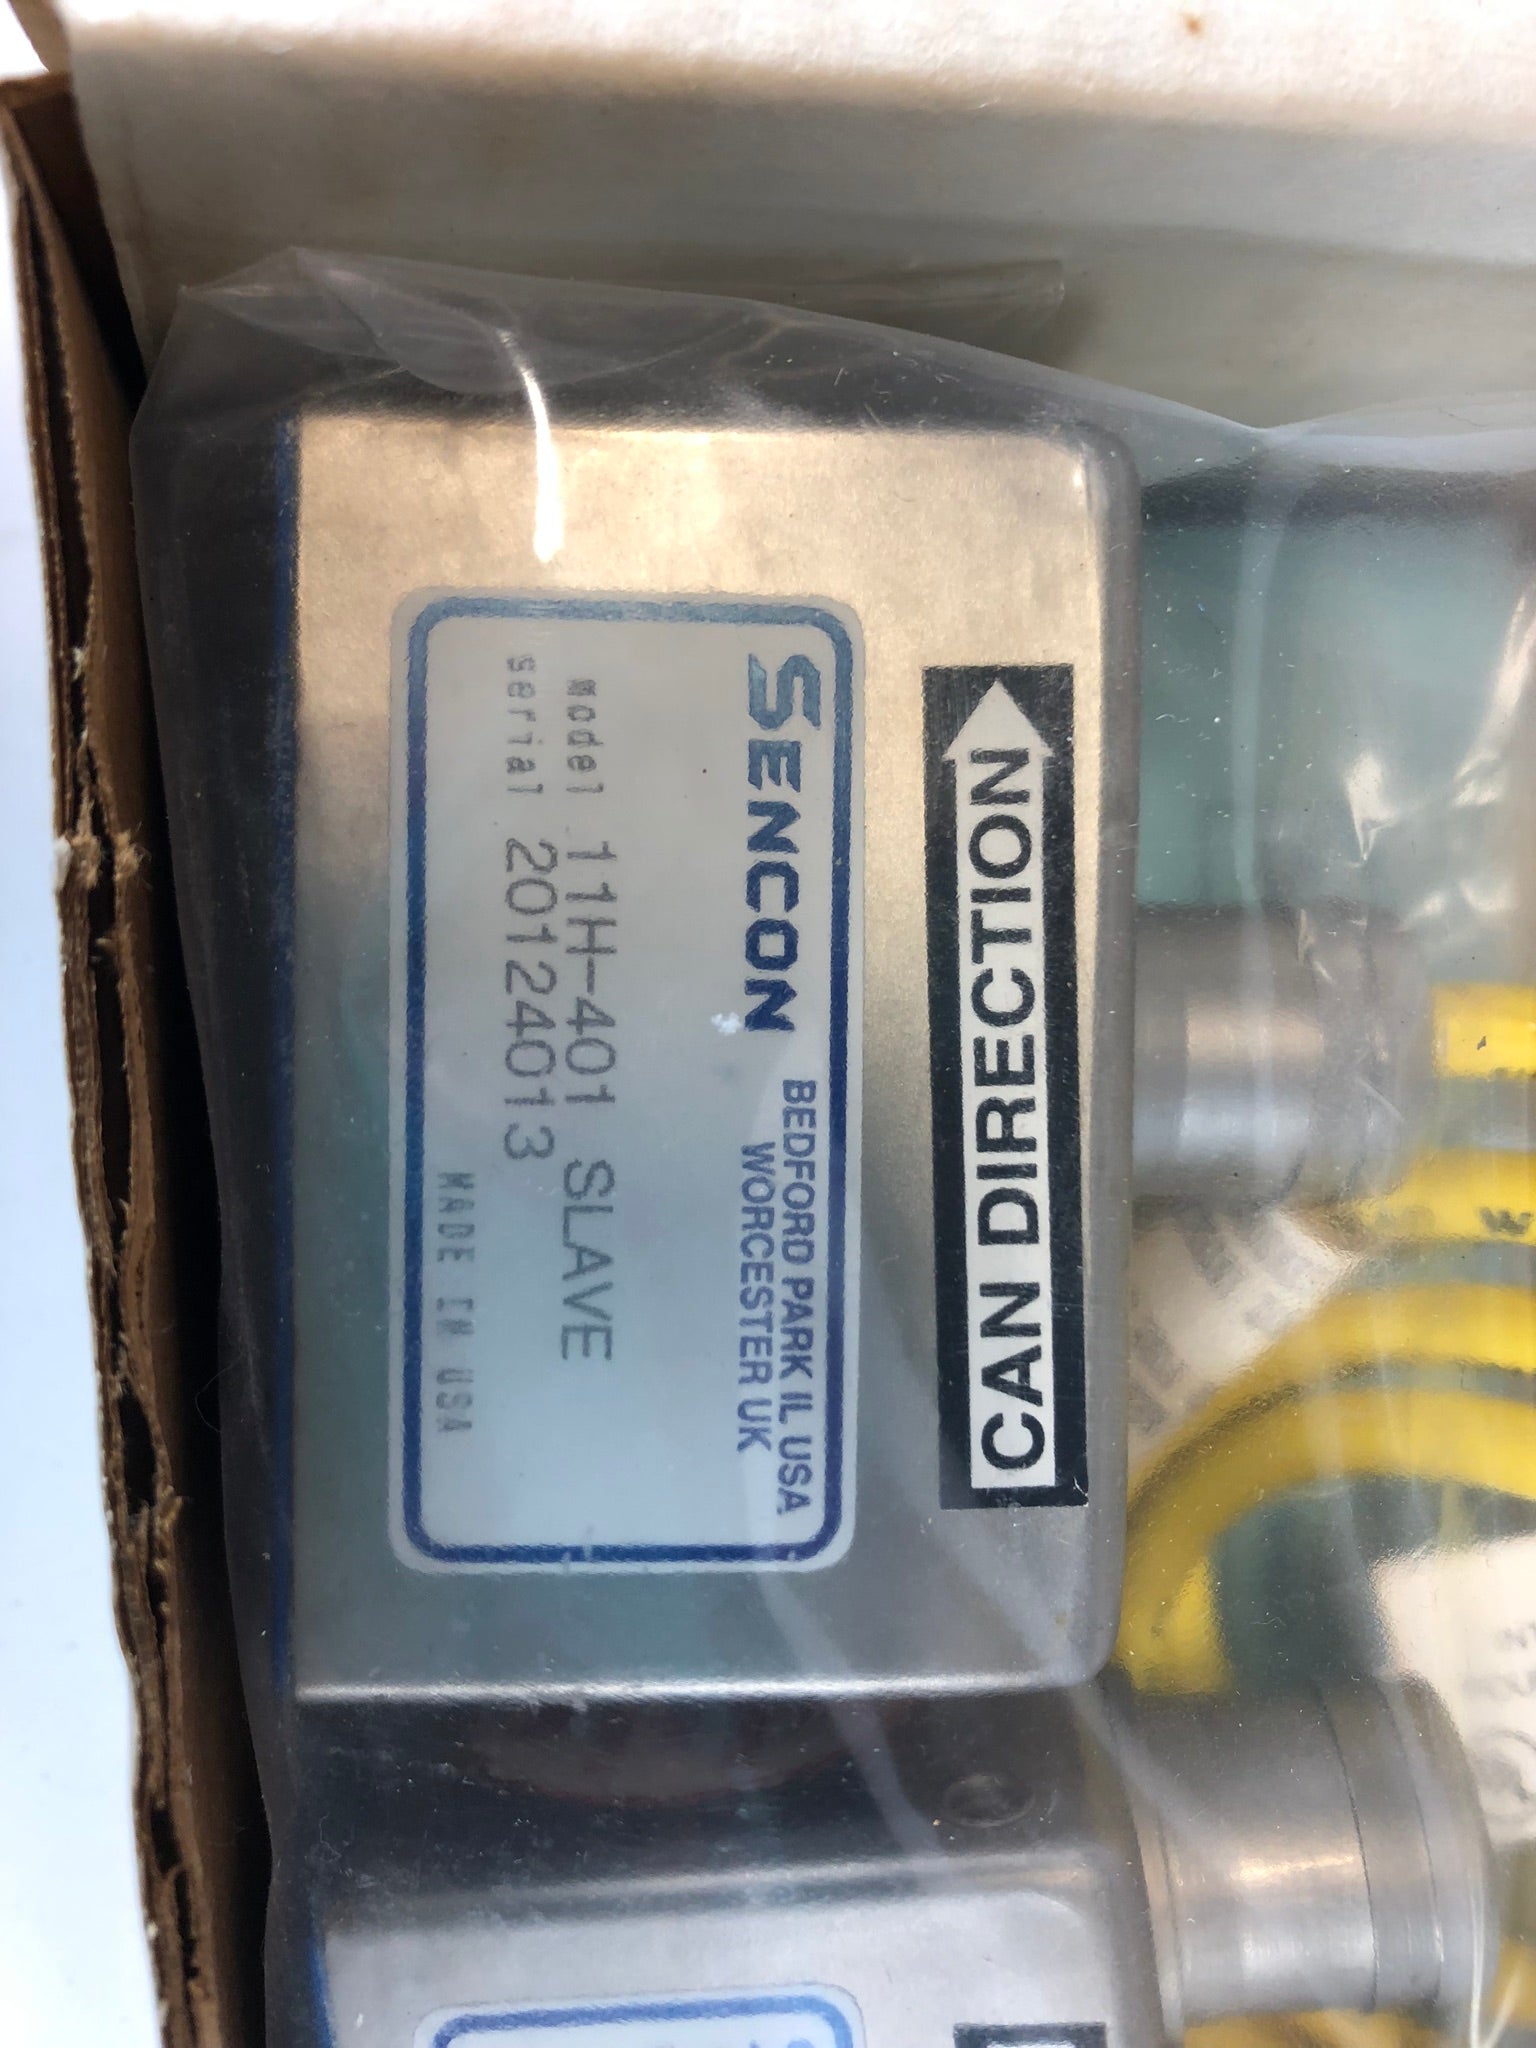 SENCON
BEDFORD PARK IL USA
WORCESTER UK
model 11H-401 SLAVE
serial 20124013
MADE IN USA
CAN DIRECTION